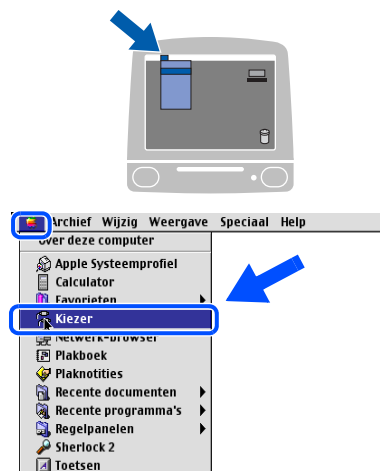 Archief Wijzig Weergave Speciaal Help
Over deze computer
Apple Systeemprofiel
Calculator
Favorieten
Kiezer
Netwerk-browser
Plakboek
Plaknotities
Recente documenten
Recente programma's
Regelpanelen
Sherlock 2
Toetsen